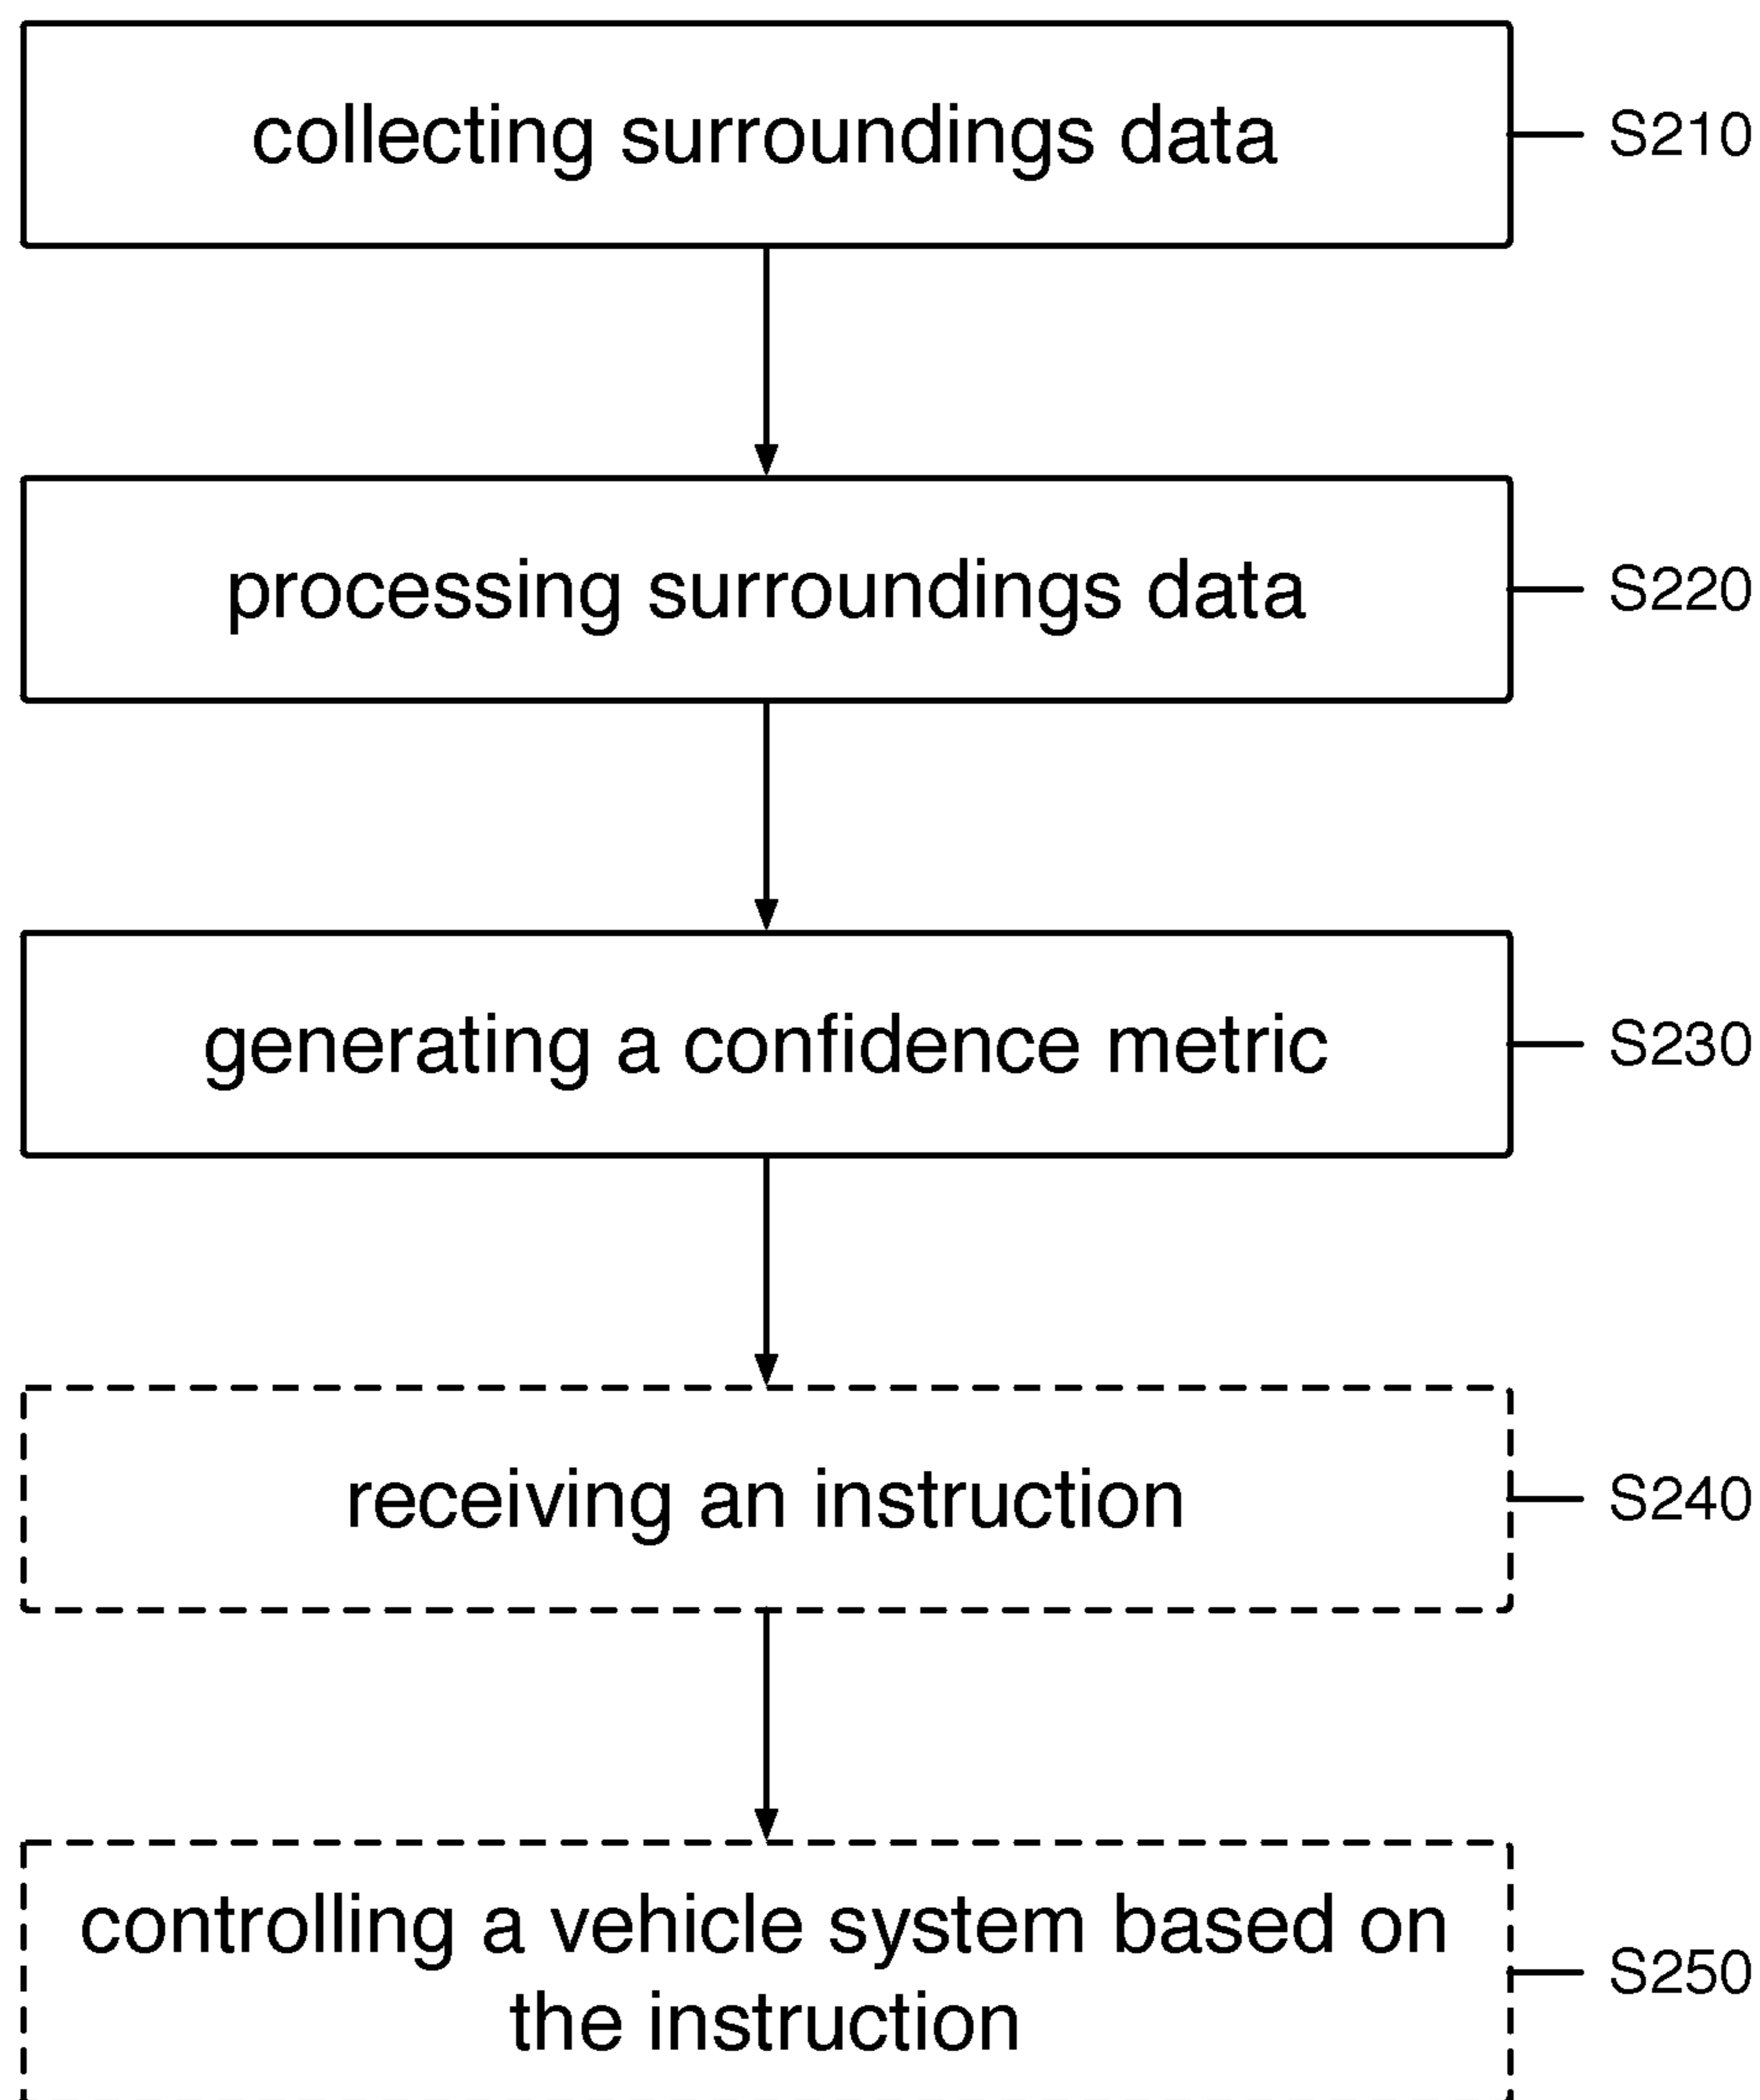 collecting surroundings data
S210
processing surroundings data
S220
generating a confidence metric
S230
receiving an instruction
S240
controlling a vehicle system based on
the instruction
S250